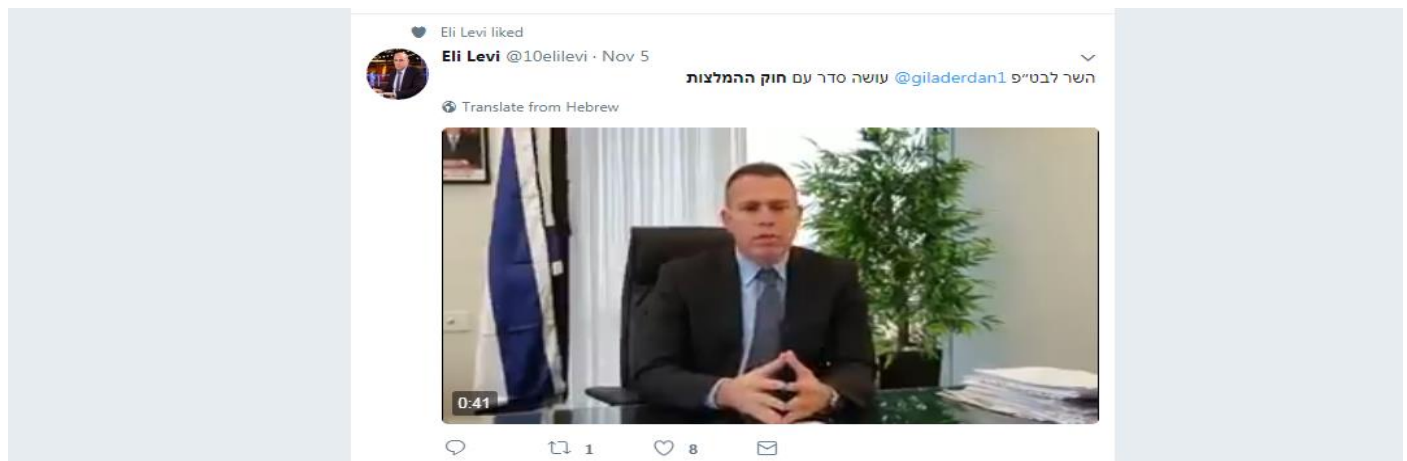 Eli Levi liked
Eli Levi @10elilevi · Nov 5
השר לבט״פ @giladerdan1 עושה סדר עם חוק ההמלצות
Translate from Hebrew
0:41
1 8